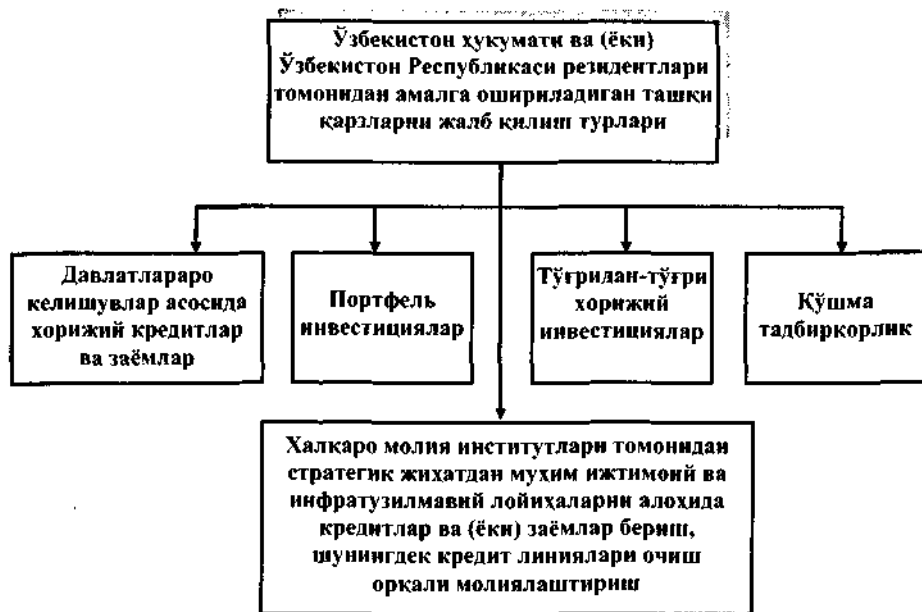 Ўзбекистон ҳукумати ва (ёки)
Ўзбекистон Республикаси резидентлари
томонидан амалга ошириладиган ташқи
қарзларни жалб қилиш турлари
Давлатлараро
келишувлар асосида
хорижий кредитлар
ва заёмлар
Портфель
инвестициялар
Тўғридан-тўғри
хорижий
инвестициялар
Қўшма
тадбиркорлик
Халқаро молия институтлари томонидан
стратегик жиҳатдан муҳим ижтимоий ва
инфратузилмавий лойиҳаларни алоҳида
кредитлар ва (ёки) заёмлар бериш,
шунингдек кредит линиялари очиш
орқали молиялаштириш